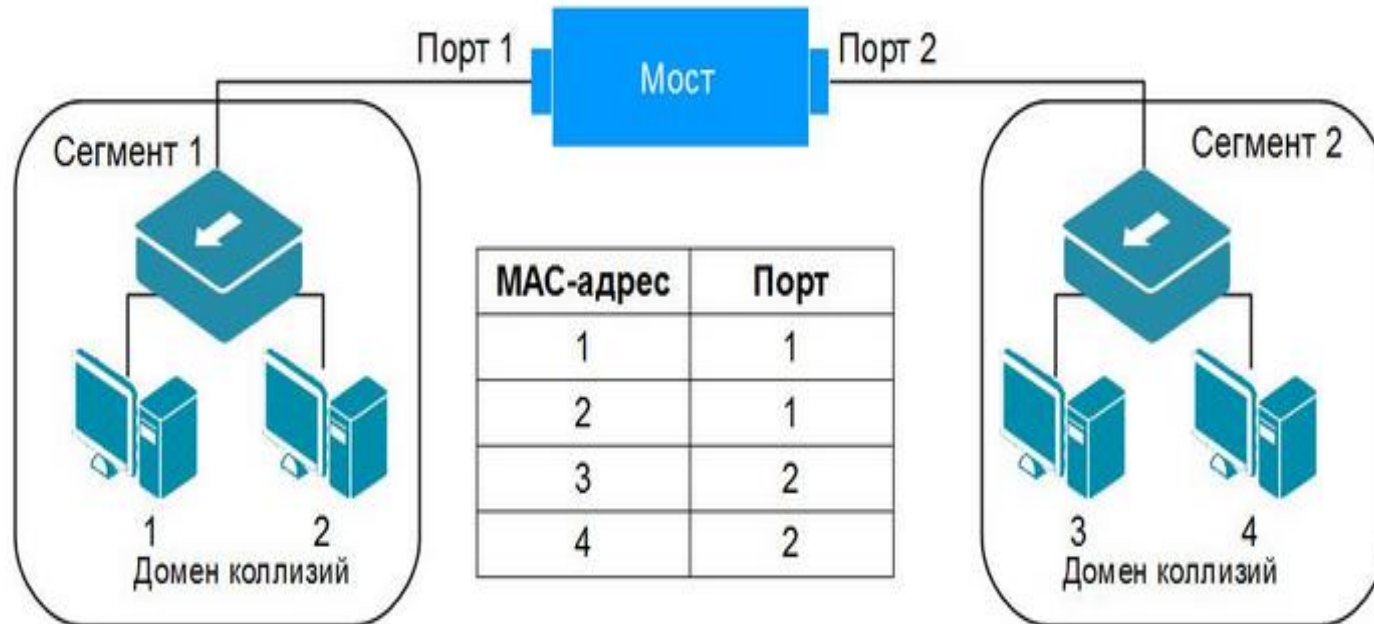 Порт 1
Мост
Порт 2
Сегмент 1
Сегмент 2
MAC-адрес Порт
1 1
2 1
3 2
4 2
1 2
Домен коллизий
3 4
Домен коллизий